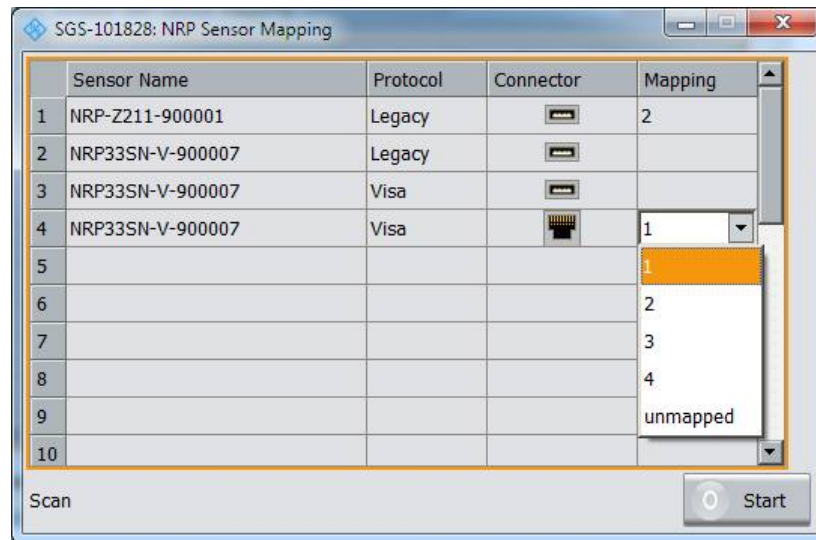 SGS-101828: NRP Sensor Mapping
Sensor Name Protocol Connector Mapping
1 NRP-Z211-900001 Legacy 2
2 NRP33SN-V-900007 Legacy
3 NRP33SN-V-900007 Visa
4 NRP33SN-V-900007 Visa 1
5 1
6 2
7 3
8 4
9 unmapped
10
Scan Start